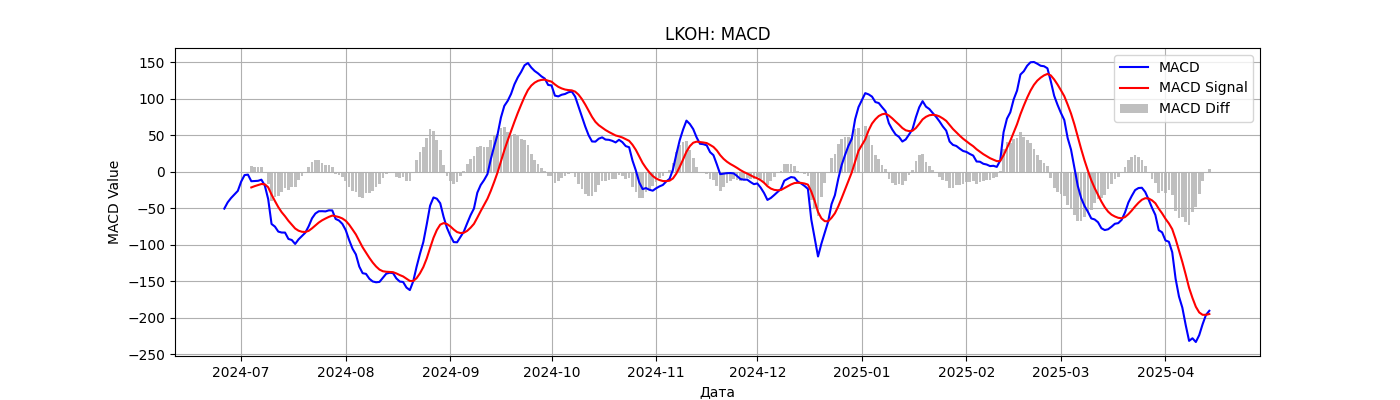 LKOH: MACD
MACD Value
150
100
50
0
−50
−100
−150
−200
−250
MACD
MACD Signal
MACD Diff
2024-07 2024-08 2024-09 2024-10 2024-11 2024-12 2025-01 2025-02 2025-03 2025-04
Дата